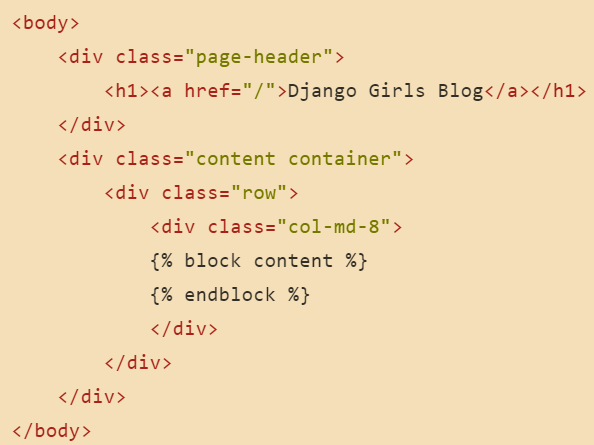 <body>
    <div class="page-header">
        <h1><a href="/">Django Girls Blog</a></h1>
    </div>
    <div class="content container">
        <div class="row">
            <div class="col-md-8">
            {% block content %}
            {% endblock %}
            </div>
        </div>
    </div>
</body>